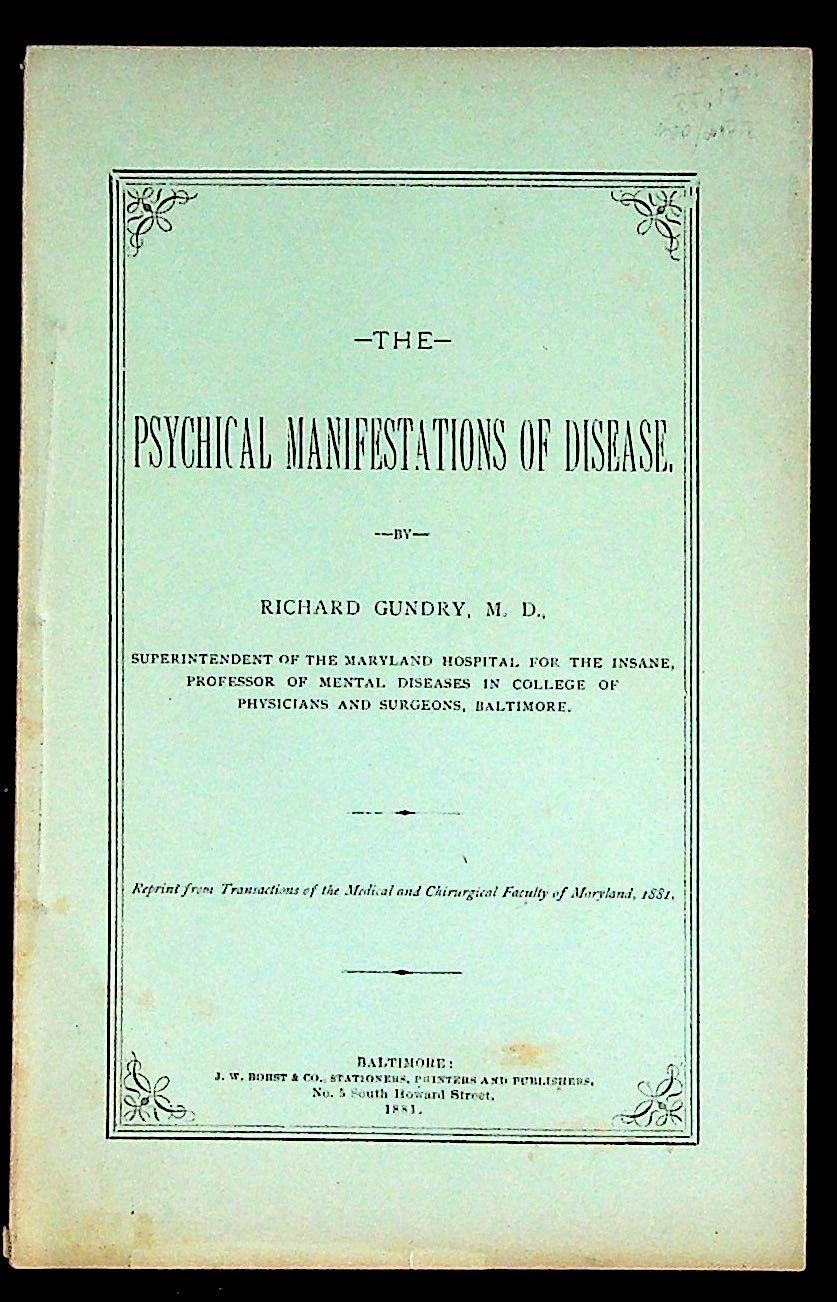 —THE—
PSYCHICAL MANIFESTATIONS OF DISEASE.
—BY—
RICHARD GUNDRY, M. D.,
SUPERINTENDENT OF THE MARYLAND HOSPITAL FOR THE INSANE,
PROFESSOR OF MENTAL DISEASES IN COLLEGE OF
PHYSICIANS AND SURGEONS, BALTIMORE.
Reprint from Transactions of the Medical and Chirurgical Faculty of Maryland, 1881.
BALTIMORE:
J. W. BORST & CO., STATIONERS, PRINTERS AND PUBLISHERS,
No. 5 South Howard Street,
1881.